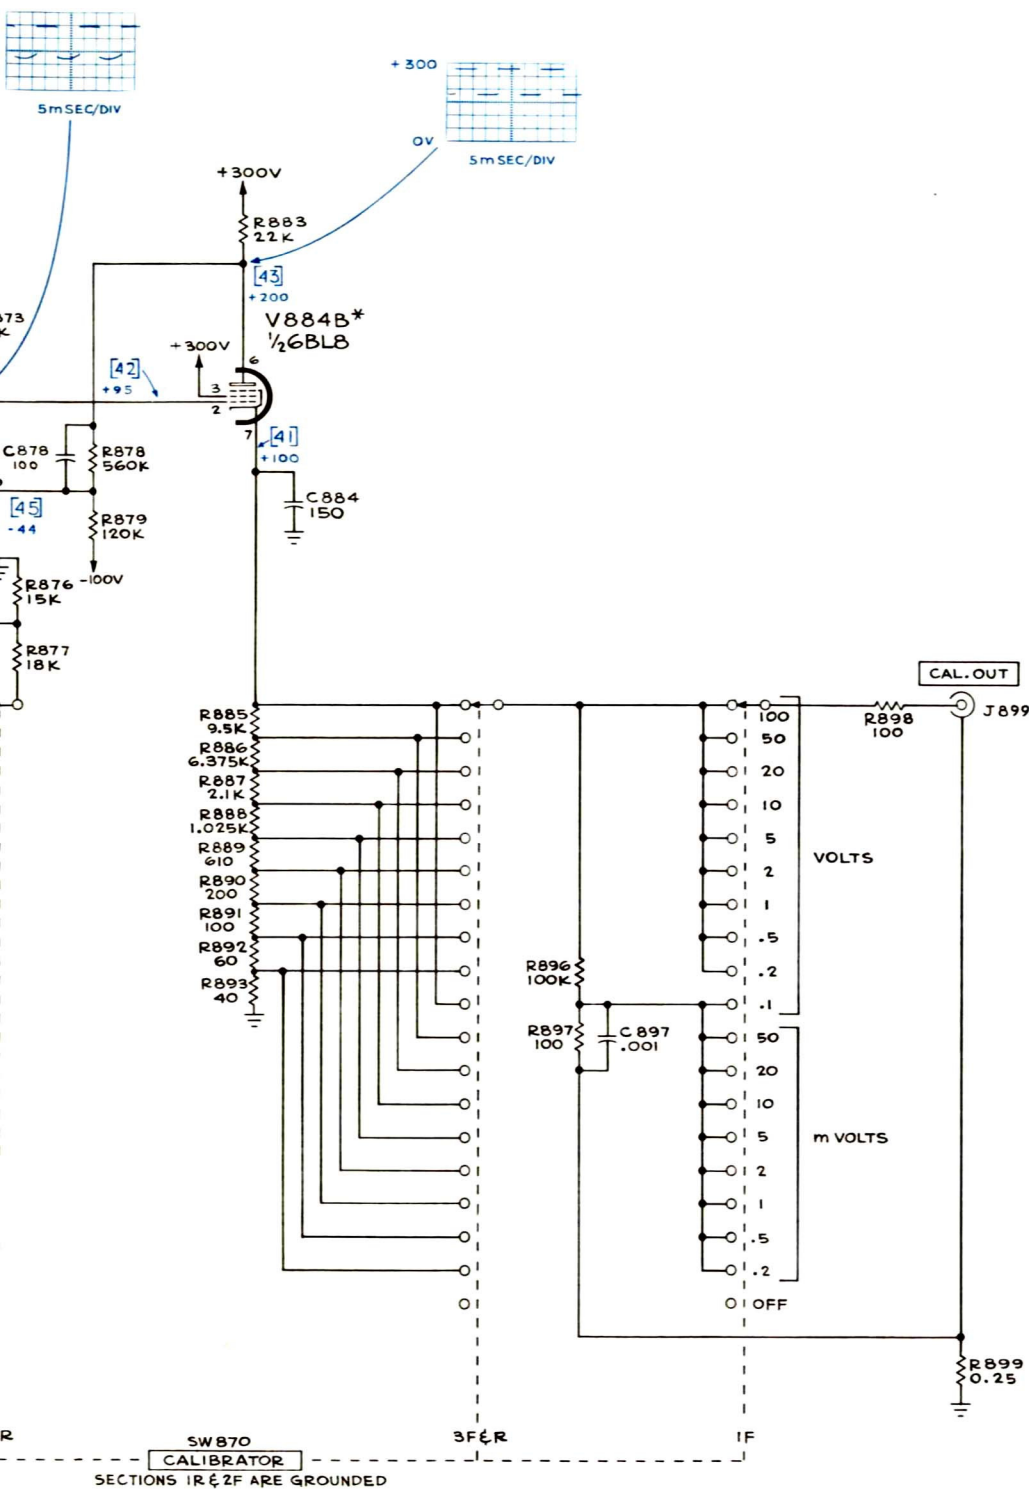 5mSEC/DIV
+300
0V
5mSEC/DIV
+300V
R883
22K
[43]
+200
V884B*
½6BL8
+300V
6
[42]
+95
3
2
7
[41]
+100
C878
100
R878
560K
C884
150
[45]
-44
R879
120K
-100V
R876
15K
R877
18K
CAL. OUT
J899
R898
100
R885
9.5K
R886
6.375K
R887
2.1K
R888
1.025K
R889
610
R890
200
R891
100
R892
60
R893
40
100
50
20
10
5
2
1
.5
.2
.1
VOLTS
R896
100K
R897
100
C897
.001
50
20
10
5
2
1
.5
.2
m VOLTS
OFF
R899
0.25
R
SW870
3F&R
1F
CALIBRATOR
SECTIONS 1R&2F ARE GROUNDED